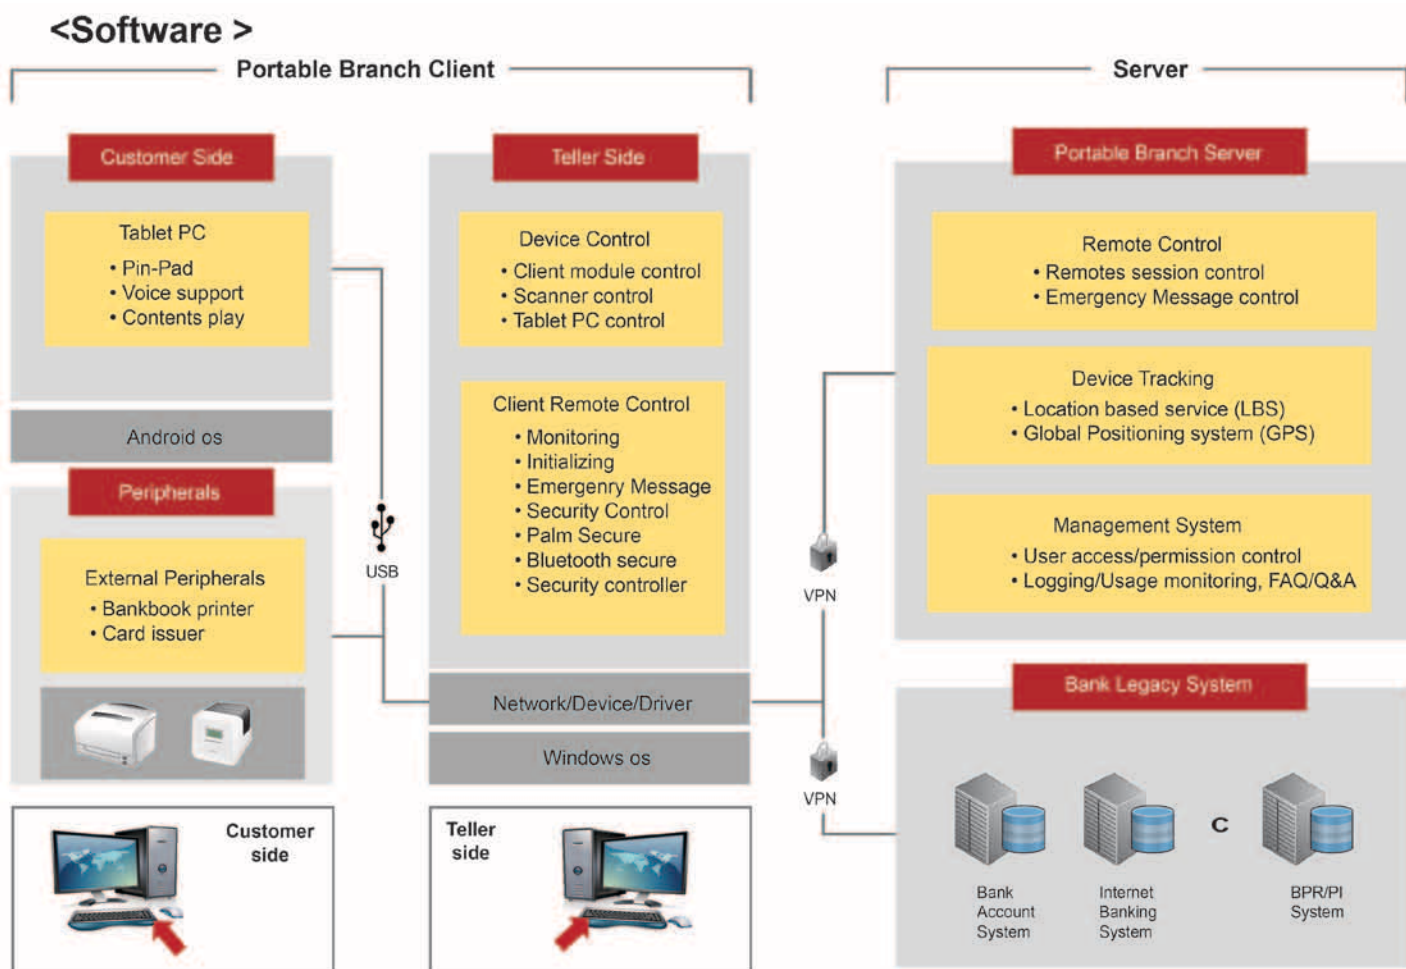 <Software >
Portable Branch Client
Server
Customer Side
Tablet PC
• Pin-Pad
• Voice support
• Contents play
Android os
Peripherals
External Peripherals
• Bankbook printer
• Card issuer
USB
Teller Side
Device Control
• Client module control
• Scanner control
• Tablet PC control
Client Remote Control
• Monitoring
• Initializing
• Emergenry Message
• Security Control
• Palm Secure
• Bluetooth secure
• Security controller
Network/Device/Driver
Windows os
VPN
VPN
Portable Branch Server
Remote Control
• Remotes session control
• Emergency Message control
Device Tracking
• Location based service (LBS)
• Global Positioning system (GPS)
Management System
• User access/permission control
• Logging/Usage monitoring, FAQ/Q&A
Bank Legacy System
C
Bank
Account
System
Internet
Banking
System
BPR/PI
System
Customer
side
Teller
side